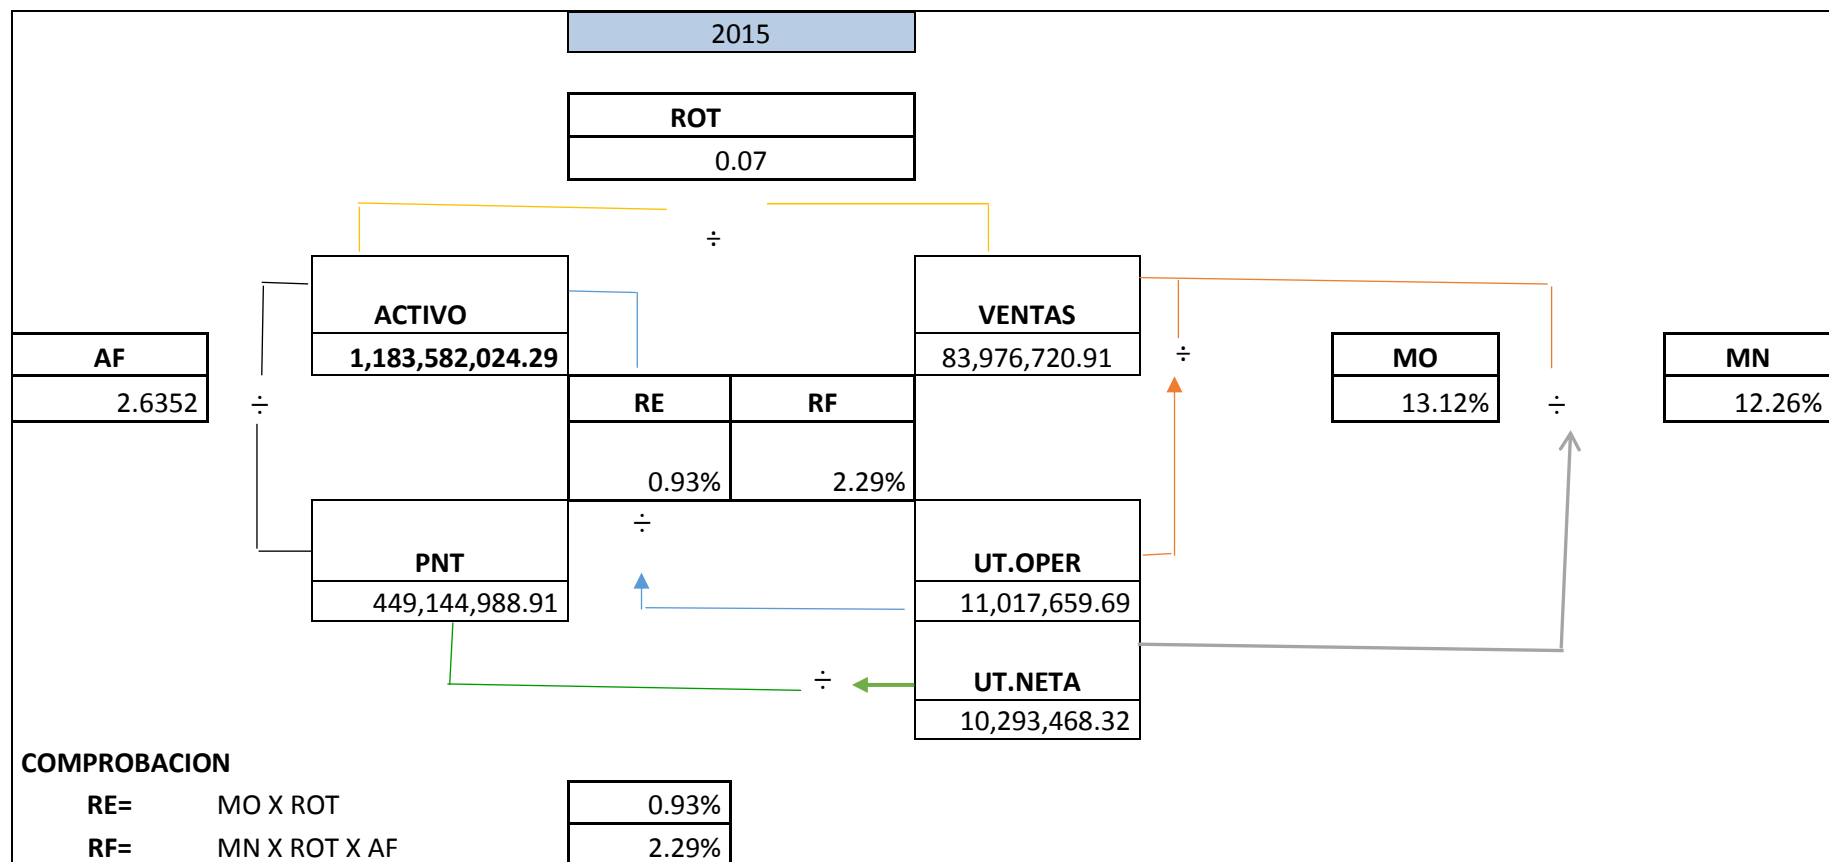 2015
ROT
0.07
÷
ACTIVO VENTAS
AF 1,183,582,024.29 83,976,720.91 ÷ MO MN
2.6352 ÷ RE RF 13.12% ÷ 12.26%
0.93% 2.29%
÷
PNT UT.OPER
449,144,988.91 11,017,659.69
÷ UT.NETA
10,293,468.32
COMPROBACION
RE= MO X ROT 0.93%
RF= MN X ROT X AF 2.29%